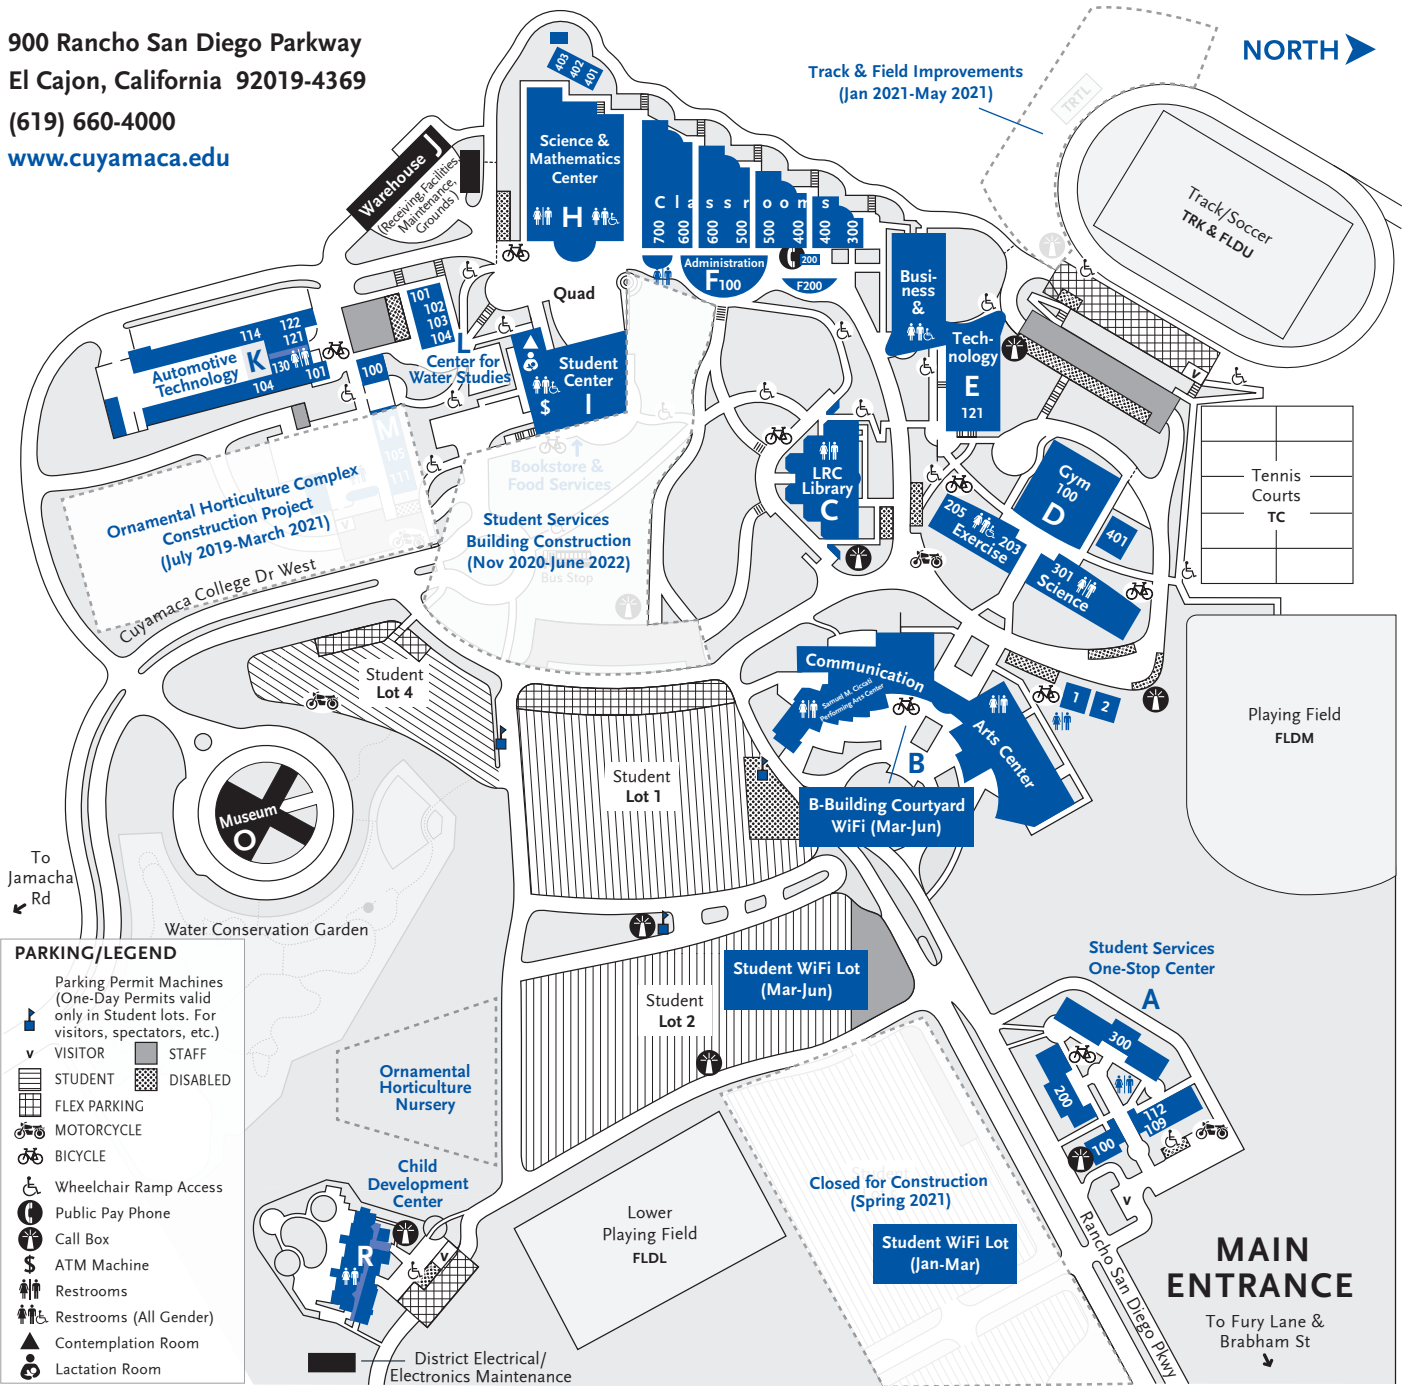 900 Rancho San Diego Parkway
El Cajon, California 92019-4369
(619) 660-4000
www.cuyamaca.edu
NORTH
Track & Field Improvements
(Jan 2021-May 2021)
TRTL
Track/Soccer
TRK & FLDU
403
402
401
Warehouse J
(Receiving, Facilities,
Maintenance,
Grounds)
Science &
Mathematics
Center
H
Classrooms
700
600
600
500
500
400
400
300
Administration
F100
200
F200
Quad
Busi-
ness
&
Tech-
nology
E
121
101
102
103
104
L
Center for
Water Studies
114
122
121
Automotive
Technology
K
130
101
104
100
Student
Center
I
$
M
105
111
v
Ornamental Horticulture Complex
Construction Project
(July 2019-March 2021)
Bookstore &
Food Services
Student Services
Building Construction
(Nov 2020-June 2022)
Bus Stop
LRC
Library
C
Gym
100
D
401
205
203
Exercise
301
Science
v
Tennis
Courts
TC
Cuyamaca College Dr West
Student
Lot 4
Communication
Samuel M. Ciccati
Performing Arts Center
Arts Center
B
1
2
Playing Field
FLDM
Student
Lot 1
B-Building Courtyard
WiFi (Mar-Jun)
Museum
O
To
Jamacha
Rd
Water Conservation Garden
Student WiFi Lot
(Mar-Jun)
Student
Lot 2
Student Services
One-Stop Center
A
300
200
112
109
100
v
PARKING/LEGEND
Parking Permit Machines
(One-Day Permits valid
only in Student lots. For
visitors, spectators, etc.)
v VISITOR
STAFF
STUDENT
DISABLED
FLEX PARKING
MOTORCYCLE
BICYCLE
Wheelchair Ramp Access
Public Pay Phone
Call Box
$ ATM Machine
Restrooms
Restrooms (All Gender)
Contemplation Room
Lactation Room
Ornamental
Horticulture
Nursery
Child
Development
Center
R
v
Lower
Playing Field
FLDL
Student
Closed for Construction
(Spring 2021)
Student WiFi Lot
(Jan-Mar)
Rancho San Diego Pkwy
MAIN
ENTRANCE
To Fury Lane &
Brabham St
District Electrical/
Electronics Maintenance